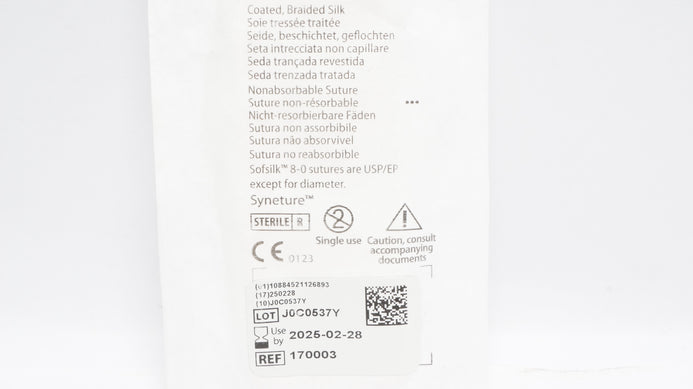 Coated, Braided Silk
Soie tressée traitée
Seide, beschichtet, geflochten
Seta intrecciata non capillare
Seda trançada revestida
Seda trenzada tratada
Nonabsorbable Suture
Suture non-résorbable
Nicht-resorbierbare Fäden
Sutura non assorbibile
Sutura não absorvível
Sutura no reabsorbible
Sofsilk™ 8-0 sutures are USP/EP
except for diameter.
Syneture™
STERILE R
2
Single use
Caution, consult
accompanying
documents
CE 0123
(01)10884521126893
(17)250228
(10)J0C0537Y
LOT J0C0537Y
Use
by 2025-02-28
REF 170003